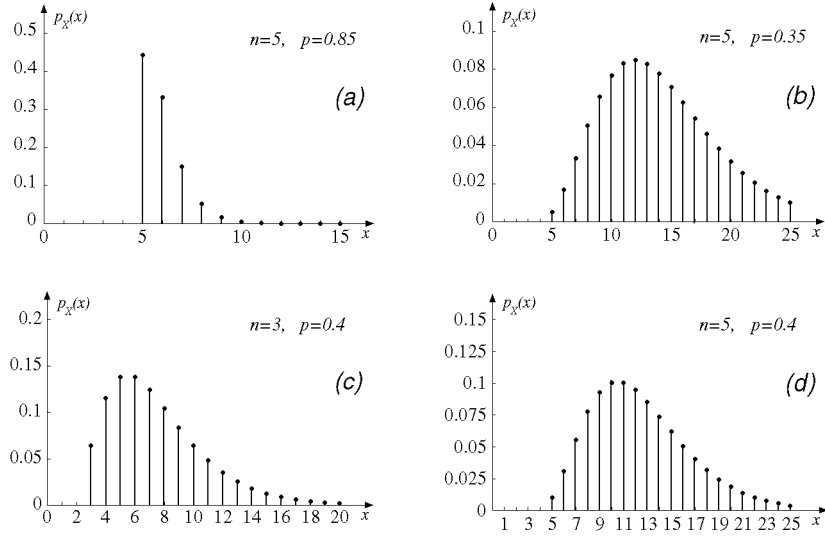 p_X(x)
n=5, p=0.85
(a)
0.5
0.4
0.3
0.2
0.1
0
0 5 10 15 x
p_X(x)
n=5, p=0.35
(b)
0.1
0.08
0.06
0.04
0.02
0
0 5 10 15 20 25 x
p_X(x)
n=3, p=0.4
(c)
0.2
0.15
0.1
0.05
0
0 2 4 6 8 10 12 14 16 18 20 x
p_X(x)
n=5, p=0.4
(d)
0.15
0.125
0.1
0.075
0.05
0.025
0
1 3 5 7 9 11 13 15 17 19 21 23 25 x